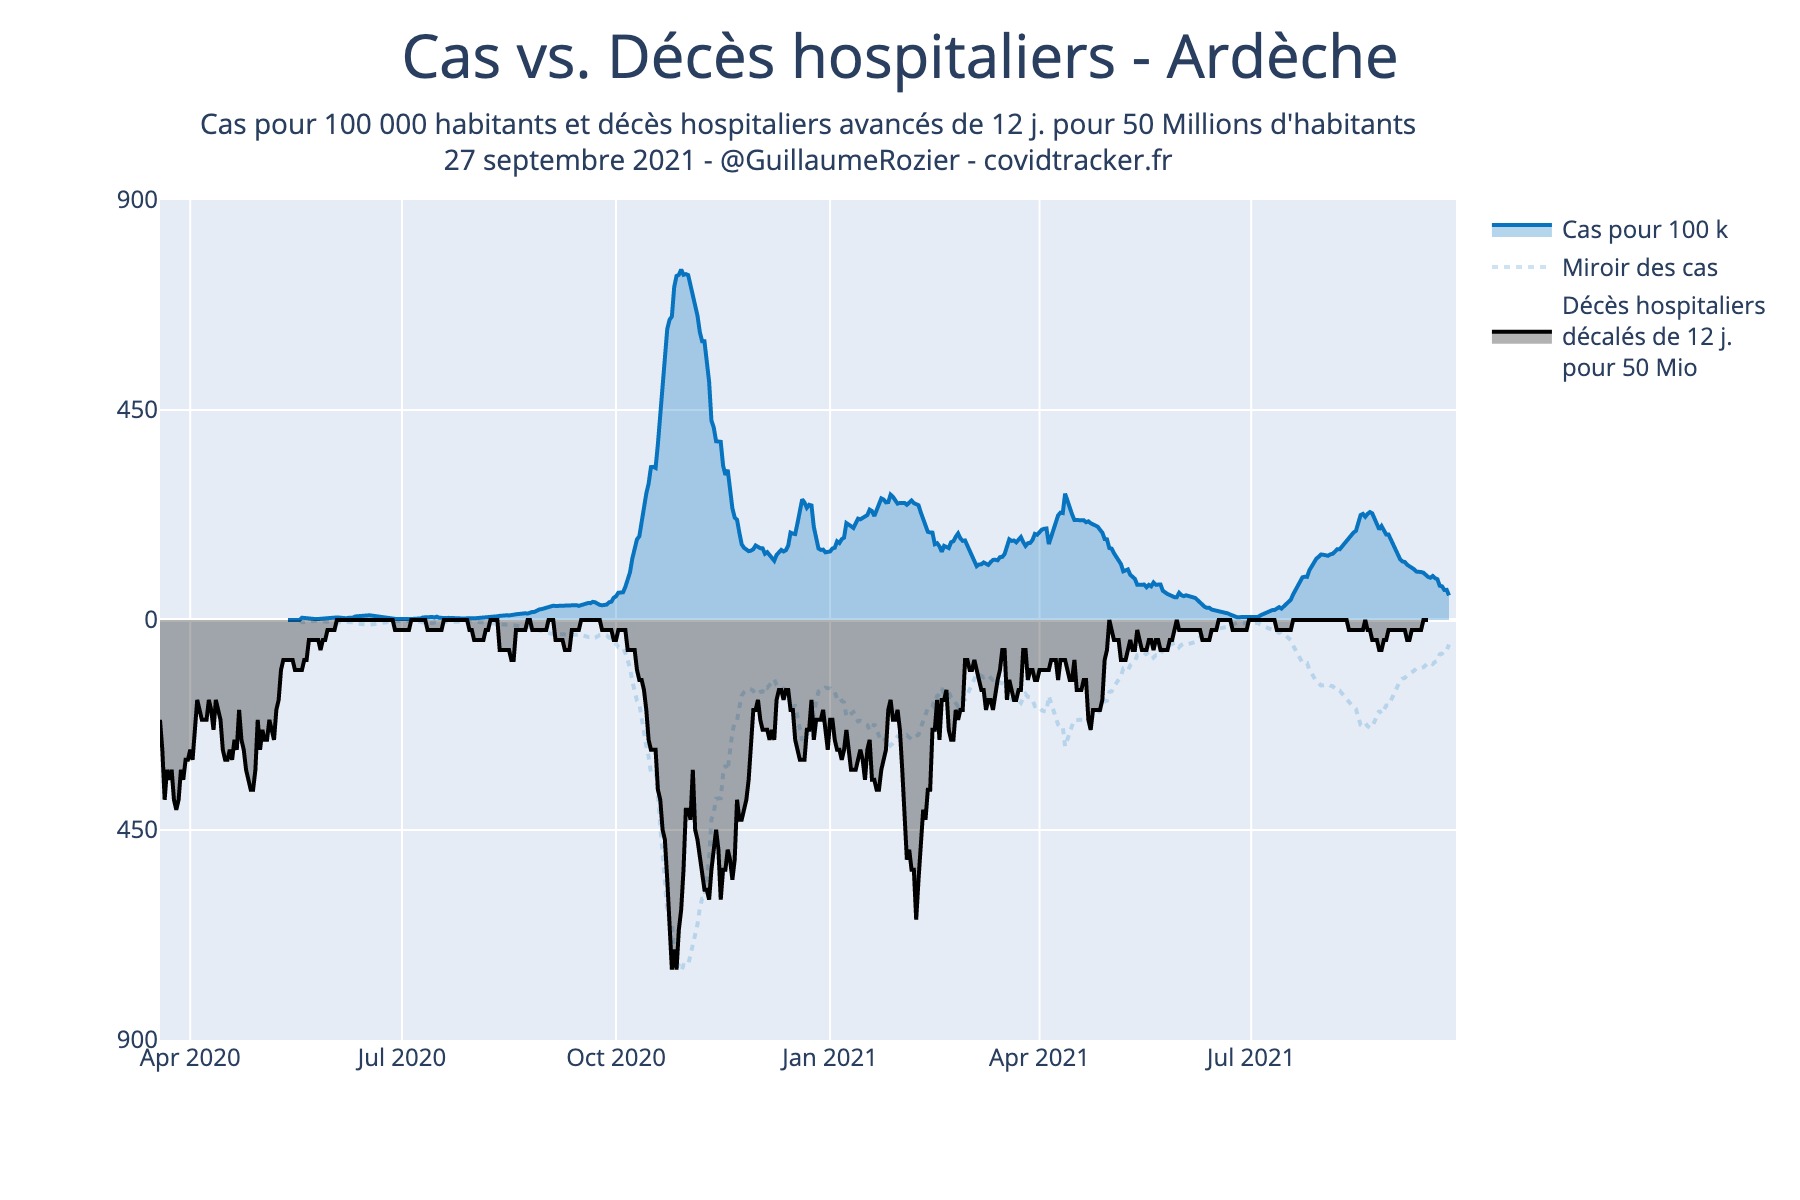 Cas vs. Décès hospitaliers - Ardèche
Cas pour 100 000 habitants et décès hospitaliers avancés de 12 j. pour 50 Millions d'habitants
27 septembre 2021 - @GuillaumeRozier - covidtracker.fr
900
450
0
450
900
Apr 2020
Jul 2020
Oct 2020
Jan 2021
Apr 2021
Jul 2021
Cas pour 100 k
Miroir des cas
Décès hospitaliers
décalés de 12 j.
pour 50 Mio